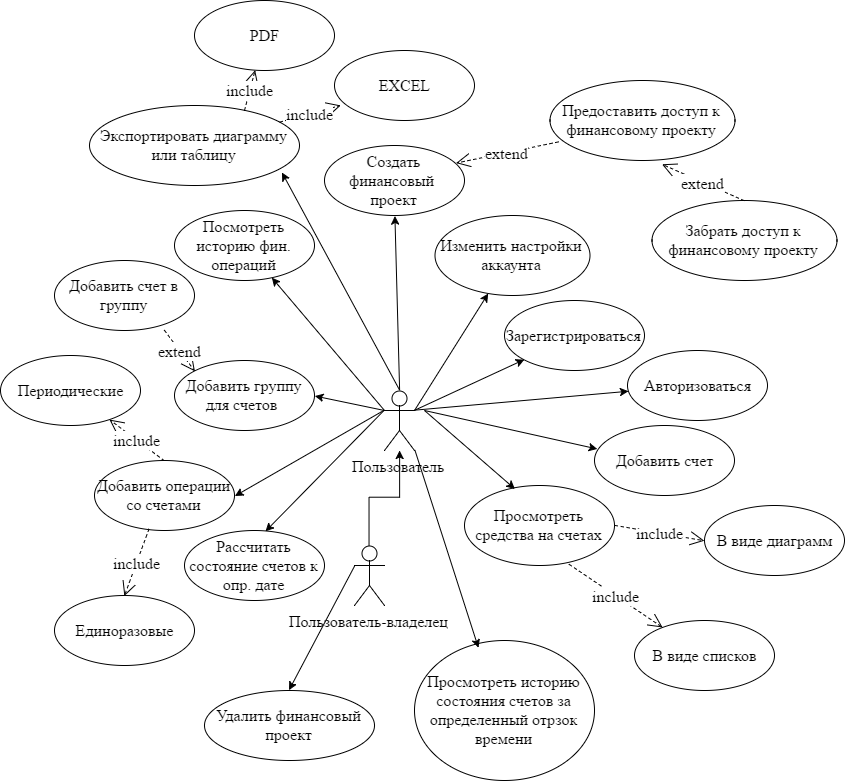 PDF
include
EXCEL
include
Экспортировать диаграмму
или таблицу
Предоставить доступ к
финансовому проекту
extend
Создать
финансовый
проект
extend
Забрать доступ к
финансовому проекту
Посмотреть
историю фин.
операций
Изменить настройки
аккаунта
Добавить счет в
группу
extend
Зарегистрироваться
Периодические
Добавить группу
для счетов
Авторизоваться
include
Пользователь
Добавить счет
Добавить операции
со счетами
Просмотреть
средства на счетах
include
В виде диаграмм
Рассчитать
состояние счетов к
опр. дате
include
include
Пользователь-владелец
Единоразовые
В виде списков
Просмотреть историю
состояния счетов за
определенный отрзок
времени
Удалить финансовый
проект